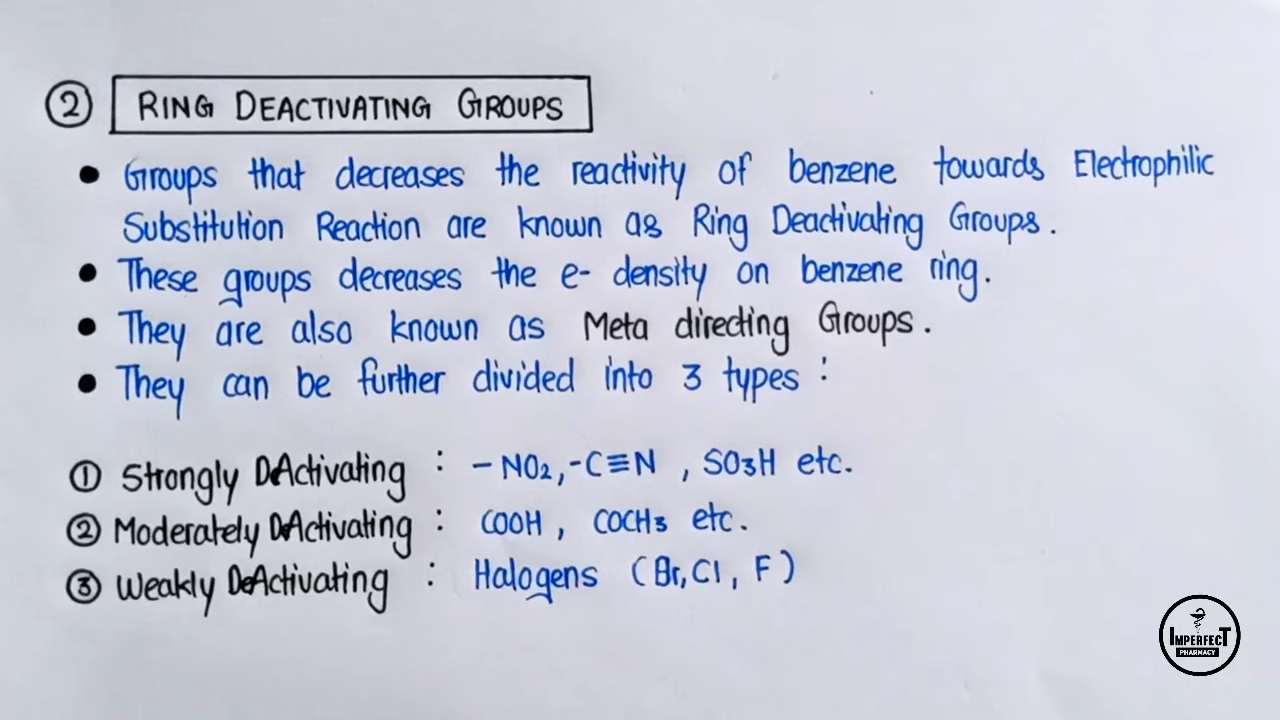 ② RING DEACTIVATING GROUPS
● Groups that decreases the reactivity of benzene towards Electrophilic
Substitution Reaction are known as Ring Deactivating Groups.
● These groups decreases the e- density on benzene ring.
● They are also known as Meta directing Groups.
● They can be further divided into 3 types :
① Strongly DeActivating : - NO₂, -C≡N , SO₃H etc.
② Moderately DeActivating : COOH , COCH₃ etc.
③ Weakly DeActivating : Halogens (Br, Cl , F)
IMPERFECT
PHARMACY